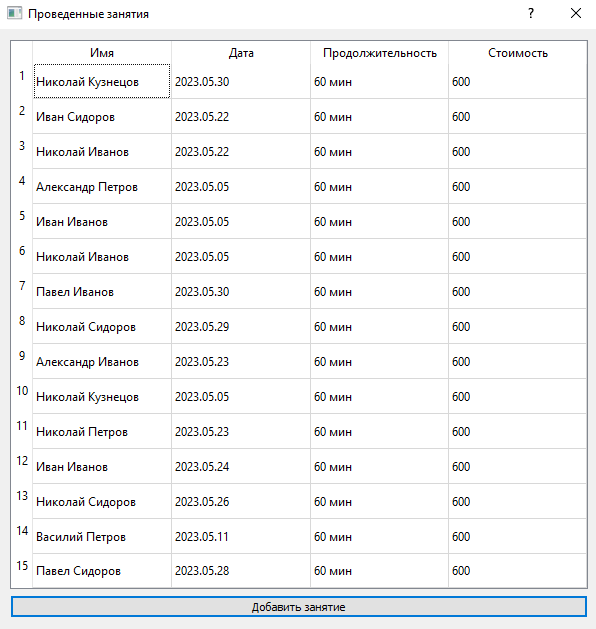 Проведенные занятия
Имя Дата Продолжительность Стоимость
1 Николай Кузнецов 2023.05.30 60 мин 600
2 Иван Сидоров 2023.05.22 60 мин 600
3 Николай Иванов 2023.05.22 60 мин 600
4 Александр Петров 2023.05.05 60 мин 600
5 Иван Иванов 2023.05.05 60 мин 600
6 Николай Иванов 2023.05.05 60 мин 600
7 Павел Иванов 2023.05.30 60 мин 600
8 Николай Сидоров 2023.05.29 60 мин 600
9 Александр Иванов 2023.05.23 60 мин 600
10 Николай Кузнецов 2023.05.05 60 мин 600
11 Николай Петров 2023.05.23 60 мин 600
12 Иван Иванов 2023.05.24 60 мин 600
13 Николай Сидоров 2023.05.26 60 мин 600
14 Василий Петров 2023.05.11 60 мин 600
15 Павел Сидоров 2023.05.28 60 мин 600
Добавить занятие